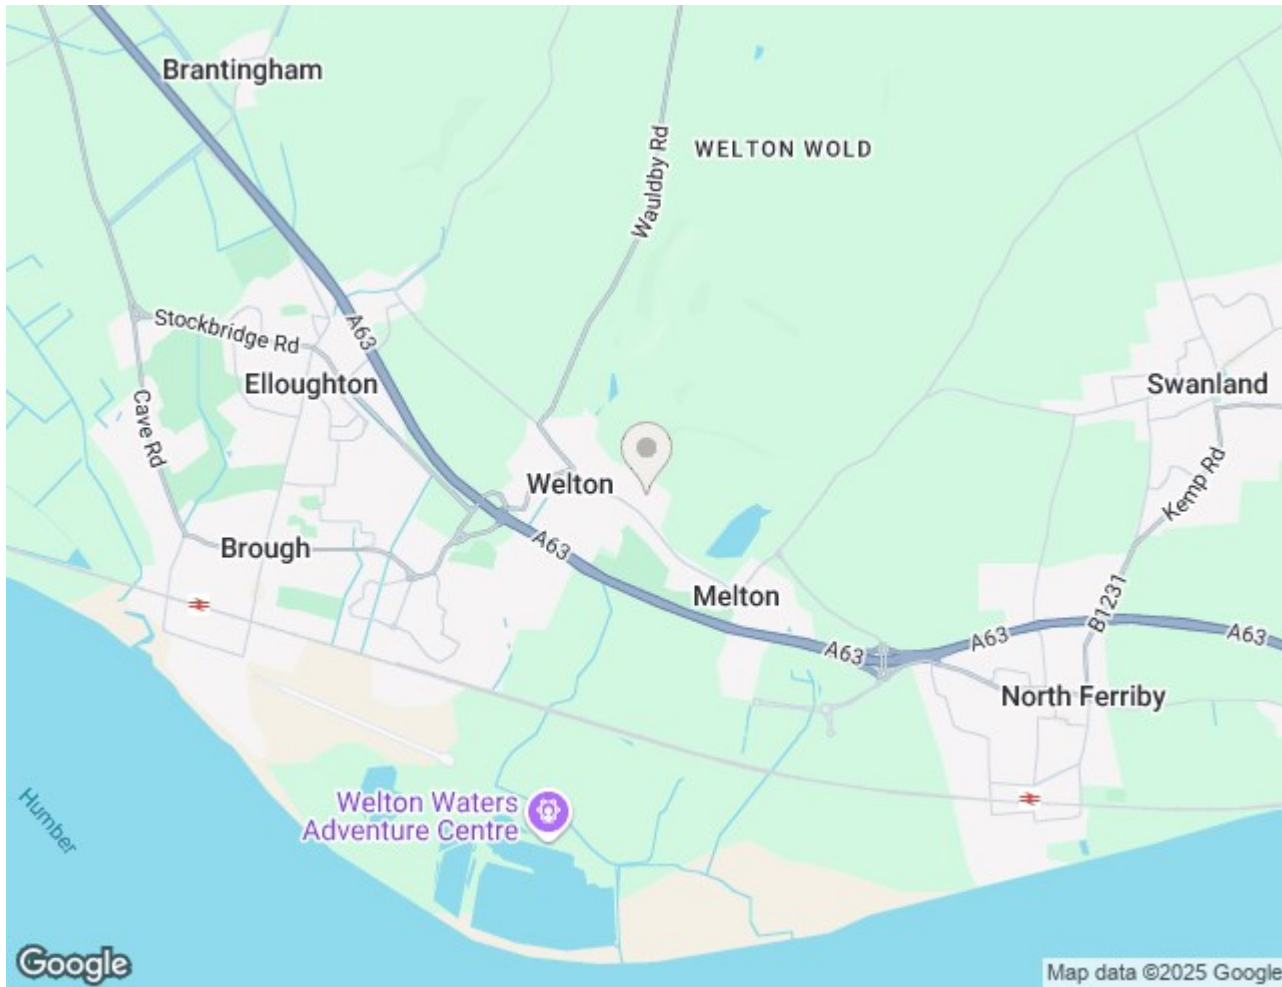 Brantingham
WELTON WOLD
Wauldby Rd
Stockbridge Rd
A63
Elloughton
Swanland
Cave Rd
Welton
Kemp Rd
Brough
A63
Melton
B1231
A63
A63
A63
North Ferriby
Welton Waters
Adventure Centre
Humber
Google
Map data ©2025 Google